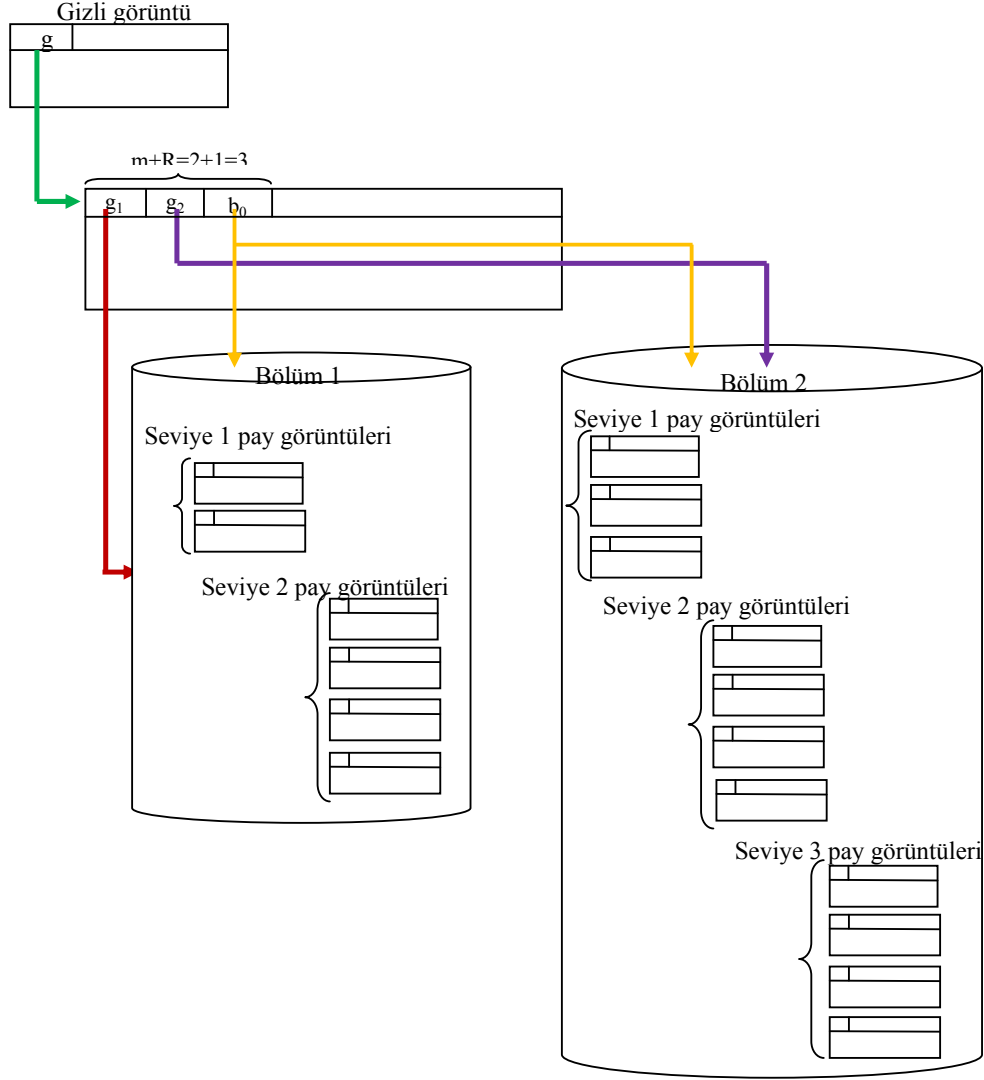 Gizli görüntü
g
m+R=2+1=3
g₁ g₂ b₀
Bölüm 1
Seviye 1 pay görüntüleri
Seviye 2 pay görüntüleri
Bölüm 2
Seviye 1 pay görüntüleri
Seviye 2 pay görüntüleri
Seviye 3 pay görüntüleri